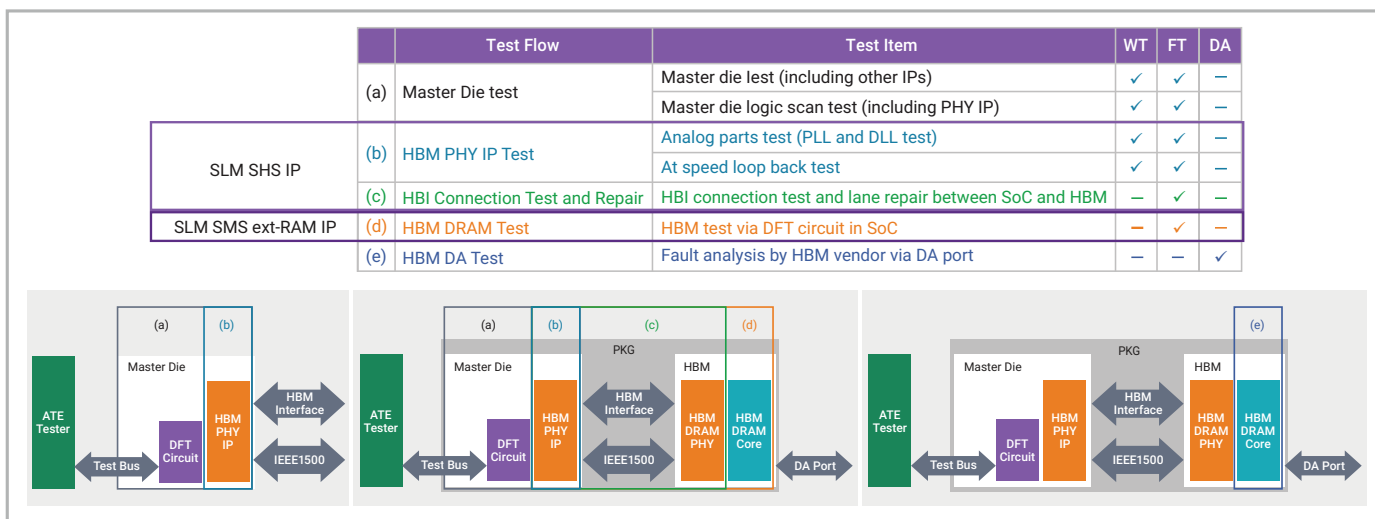 Test Flow Test Item WT FT DA
(a) Master Die test
Master die lest (including other IPs) ✓ ✓ –
Master die logic scan test (including PHY IP) ✓ ✓ –
SLM SHS IP
(b) HBM PHY IP Test
Analog parts test (PLL and DLL test) ✓ ✓ –
At speed loop back test ✓ ✓ –
(c) HBI Connection Test and Repair HBI connection test and lane repair between SoC and HBM – ✓ –
SLM SMS ext-RAM IP (d) HBM DRAM Test HBM test via DFT circuit in SoC – ✓ –
(e) HBM DA Test Fault analysis by HBM vendor via DA port – – ✓
(a) (b)
Master Die
ATE
Tester
Test Bus
DFT
Circuit
HBM
PHY
IP
HBM
Interface
IEEE1500
(a) (b) (c) (d)
PKG
Master Die
HBM
ATE
Tester
Test Bus
DFT
Circuit
HBM
PHY
IP
HBM
Interface
IEEE1500
HBM
DRAM
PHY
HBM
DRAM
Core
DA Port
(e)
PKG
Master Die
HBM
ATE
Tester
Test Bus
DFT
Circuit
HBM
PHY
IP
HBM
Interface
IEEE1500
HBM
DRAM
PHY
HBM
DRAM
Core
DA Port